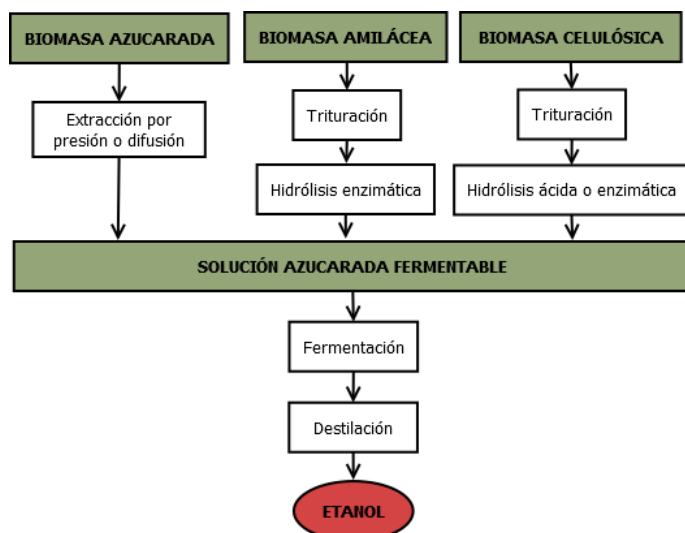 BIOMASA AZUCARADA
BIOMASA AMILÁCEA
BIOMASA CELULÓSICA
Extracción por
presión o difusión
Trituración
Trituración
Hidrólisis enzimática
Hidrólisis ácida o enzimática
SOLUCIÓN AZUCARADA FERMENTABLE
Fermentación
Destilación
ETANOL